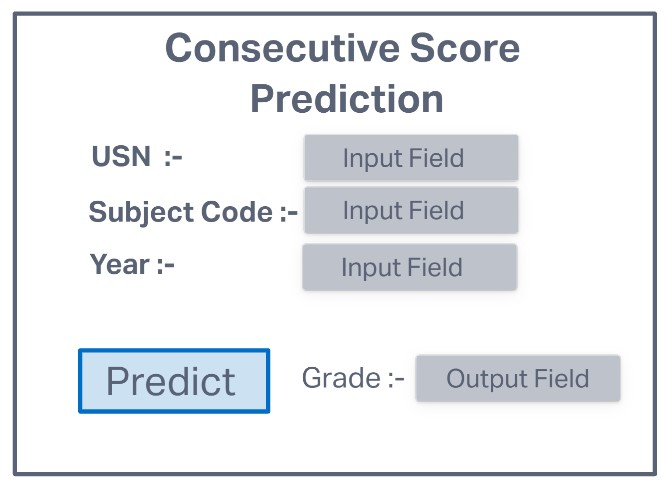 Consecutive Score
Prediction
USN :- Input Field
Subject Code :- Input Field
Year :- Input Field
Predict Grade :- Output Field